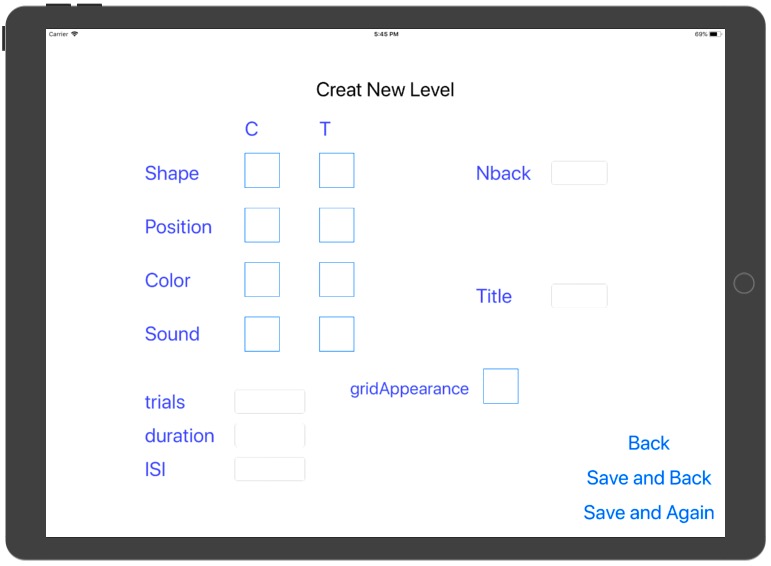 Carrier 5:45 PM 69%
Creat New Level
C T
Shape Nback
Position
Color
Title
Sound
gridAppearance
trials
duration
Back
ISI
Save and Back
Save and Again